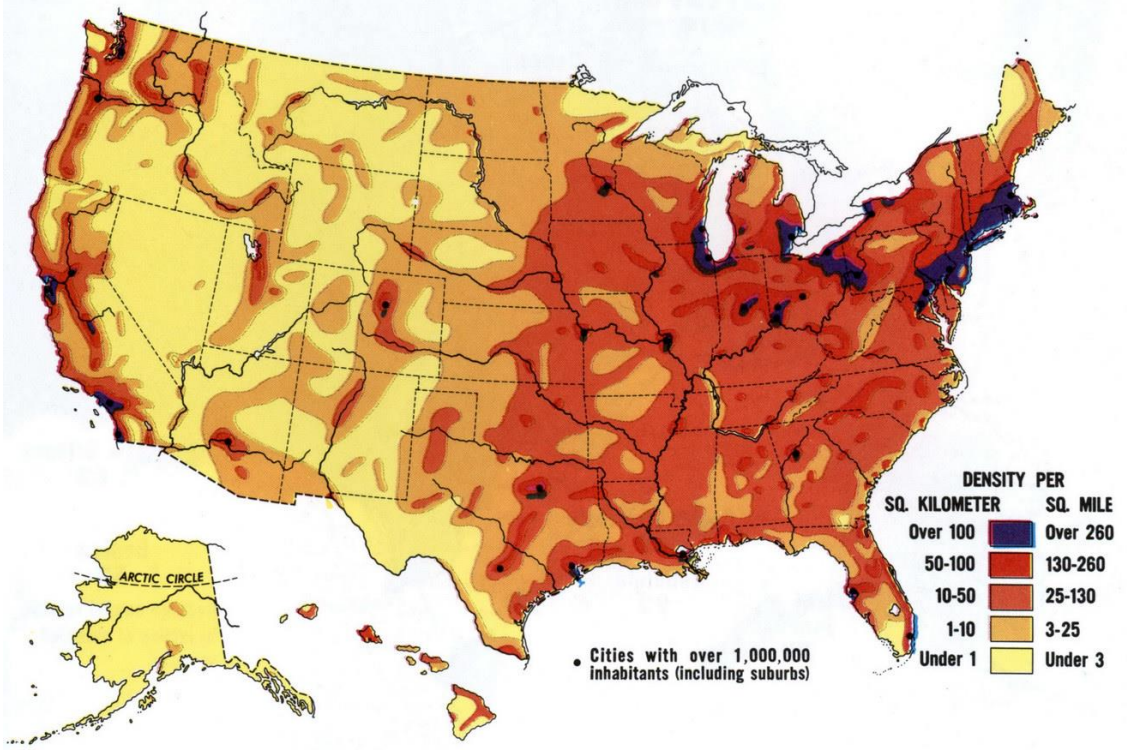 ARCTIC CIRCLE
Cities with over 1,000,000
inhabitants (including suburbs)
DENSITY PER
SQ. KILOMETER SQ. MILE
Over 100 Over 260
50-100 130-260
10-50 25-130
1-10 3-25
Under 1 Under 3